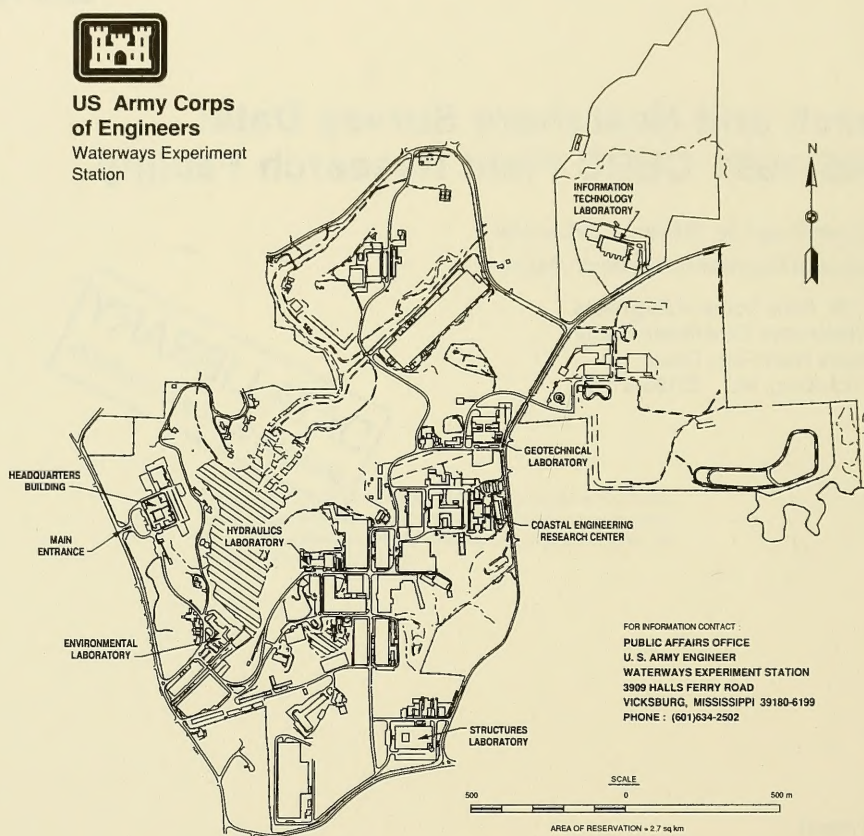 US Army Corps
of Engineers
Waterways Experiment
Station
N
INFORMATION
TECHNOLOGY
LABORATORY
GEOTECHNICAL
LABORATORY
HEADQUARTERS
BUILDING
MAIN
ENTRANCE
HYDRAULICS
LABORATORY
COASTAL ENGINEERING
RESEARCH CENTER
ENVIRONMENTAL
LABORATORY
STRUCTURES
LABORATORY
FOR INFORMATION CONTACT :
PUBLIC AFFAIRS OFFICE
U. S. ARMY ENGINEER
WATERWAYS EXPERIMENT STATION
3909 HALLS FERRY ROAD
VICKSBURG, MISSISSIPPI 39180-6199
PHONE : (601)634-2502
SCALE
500 0 500 m
AREA OF RESERVATION = 2.7 sq km